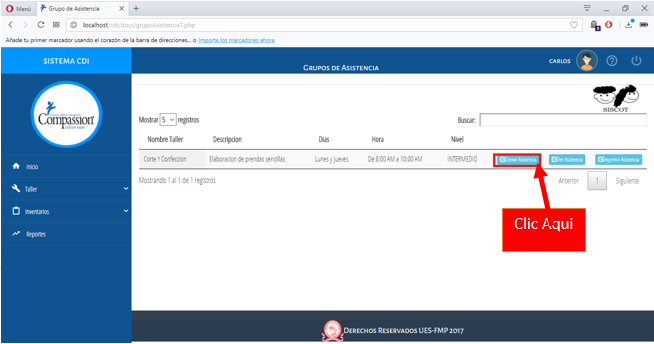 Menú
Grupo de Asistencia
localhost/cdi/docs/grupoAsistenciaT.php
Añade tu primer marcador usando el corazón de la barra de direcciones... o Importa los marcadores ahora
SISTEMA CDI
GRUPOS DE ASISTENCIA
CARLOS
Compassion
SISCOT
Mostrar 5 registros
Buscar:
Nombre Taller Descripcion Dias Hora Nivel
Corte Y Confeccion Elaboracion de prendas sencillas Lunes y Jueves De 8:00 AM a 10:00 AM INTERMEDIO Llenar Asistencia Ver Asistencia Imprimir Asistencia
Mostrando 1 al 1 de 1 registros
Anterior 1 Siguiente
Inicio
Taller
Inventarios
Reportes
Clic Aqui
DERECHOS RESERVADOS UES-FMP 2017